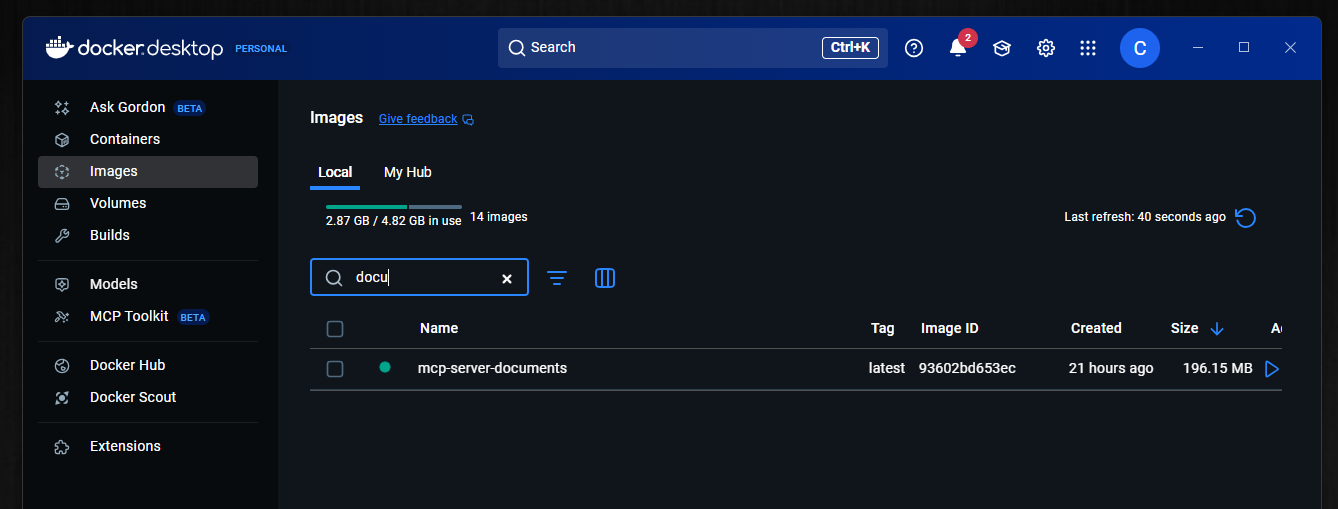 docker.desktop PERSONAL
Search
Ctrl+K
2
C
Ask Gordon BETA
Containers
Images
Volumes
Builds
Models
MCP Toolkit BETA
Docker Hub
Docker Scout
Extensions
Images Give feedback
Local My Hub
2.87 GB / 4.82 GB in use 14 images
Last refresh: 40 seconds ago
docu
Name Tag Image ID Created Size
mcp-server-documents latest 93602bd653ec 21 hours ago 196.15 MB